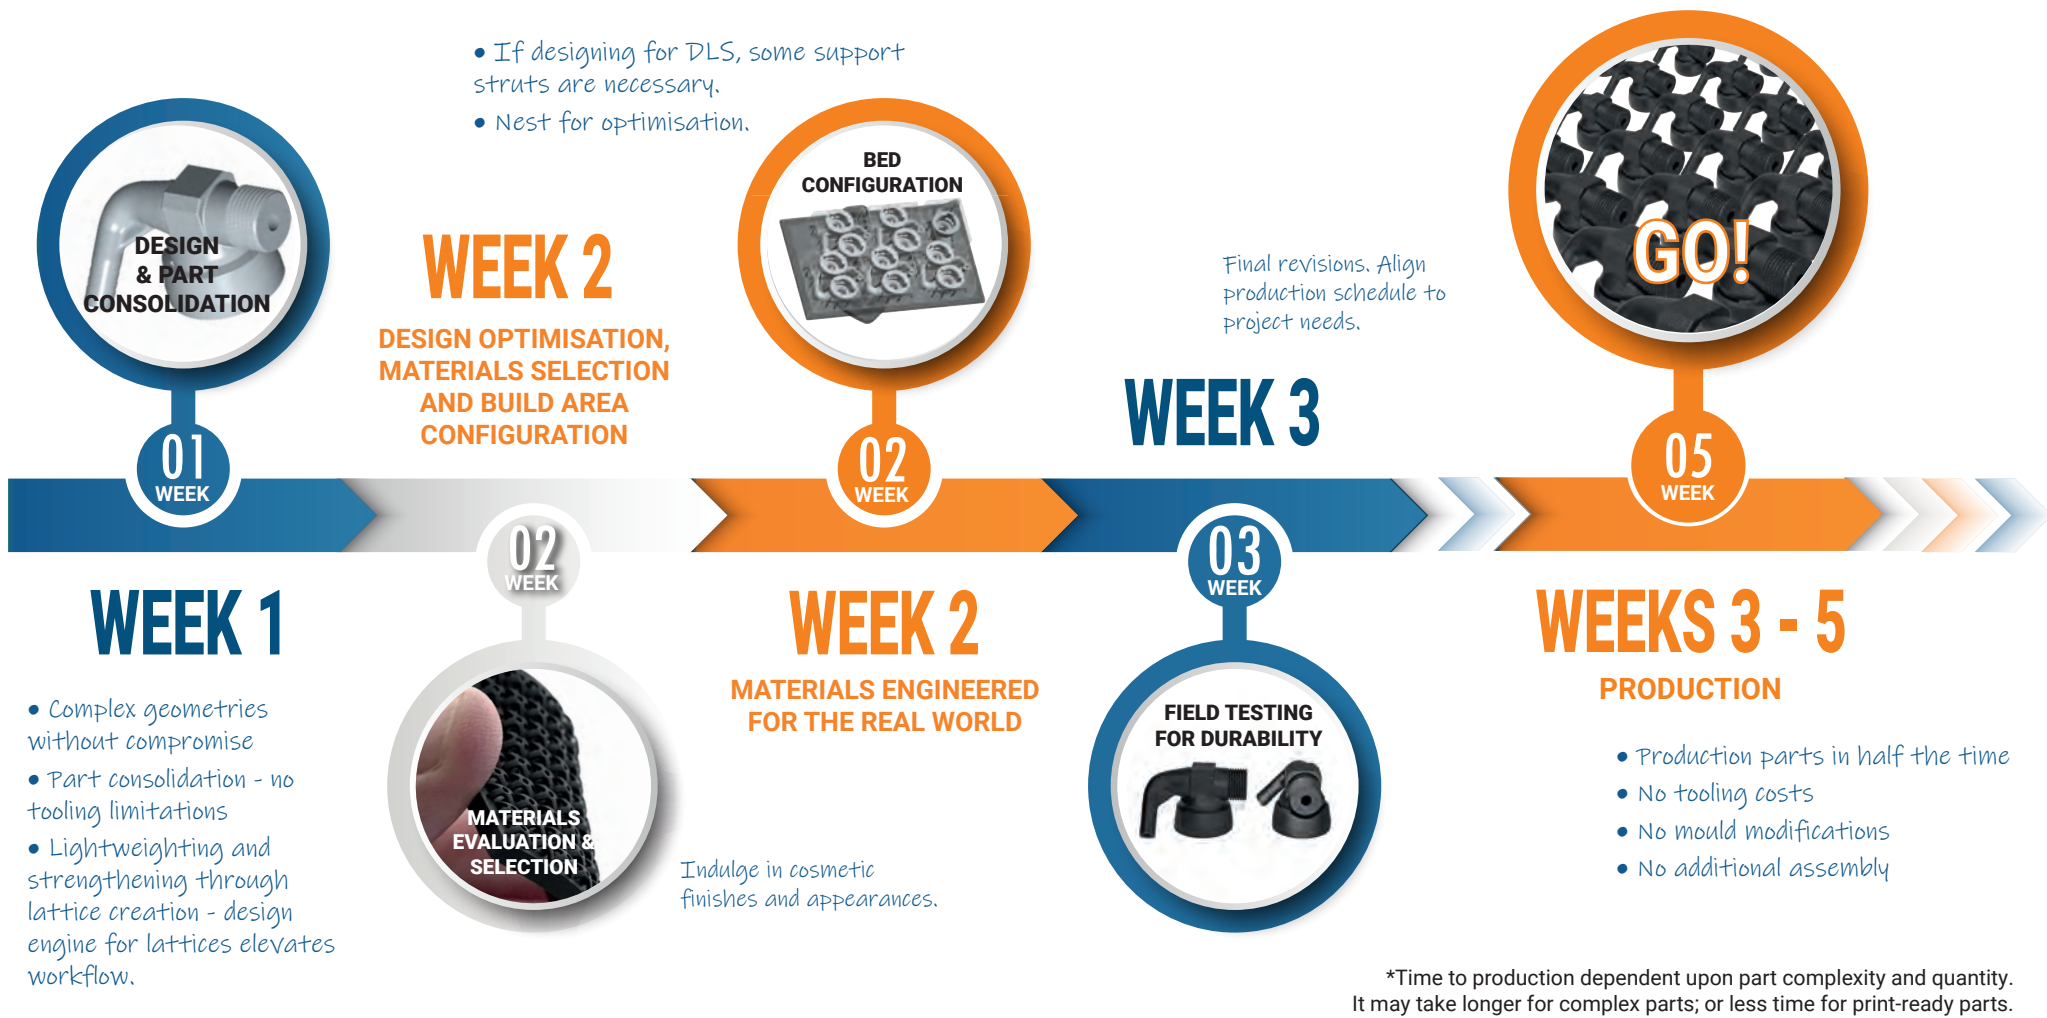 DESIGN
& PART
CONSOLIDATION
01
WEEK
WEEK 1
• Complex geometries
without compromise
• Part consolidation - no
tooling limitations
• Lightweighting and
strengthening through
lattice creation - design
engine for lattices elevates
workflow.
• If designing for DLS, some support
struts are necessary.
• Nest for optimisation.
WEEK 2
DESIGN OPTIMISATION,
MATERIALS SELECTION
AND BUILD AREA
CONFIGURATION
02
WEEK
MATERIALS
EVALUATION &
SELECTION
Indulge in cosmetic
finishes and appearances.
BED
CONFIGURATION
02
WEEK
WEEK 2
MATERIALS ENGINEERED
FOR THE REAL WORLD
Final revisions. Align
production schedule to
project needs.
WEEK 3
03
WEEK
FIELD TESTING
FOR DURABILITY
GO!
05
WEEK
WEEKS 3 - 5
PRODUCTION
• Production parts in half the time
• No tooling costs
• No mould modifications
• No additional assembly
*Time to production dependent upon part complexity and quantity.
It may take longer for complex parts; or less time for print-ready parts.